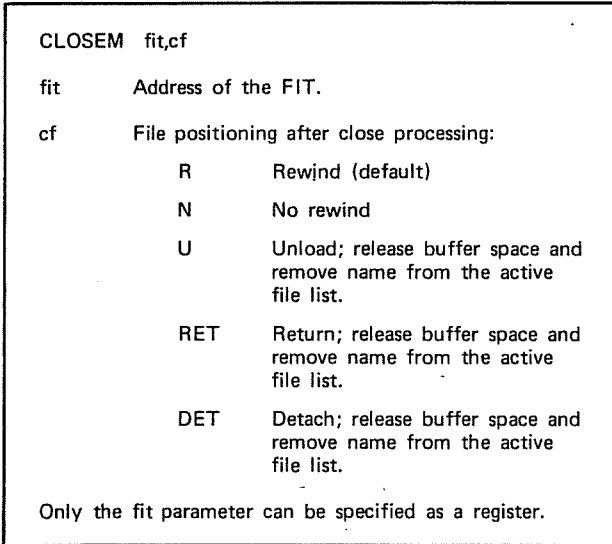 CLOSEM fit,cf
fit Address of the FIT.
cf File positioning after close processing:
R Rewind (default)
N No rewind
U Unload; release buffer space and
remove name from the active
file list.
RET Return; release buffer space and
remove name from the active
file list.
DET Detach; release buffer space and
remove name from the active
file list.
Only the fit parameter can be specified as a register.